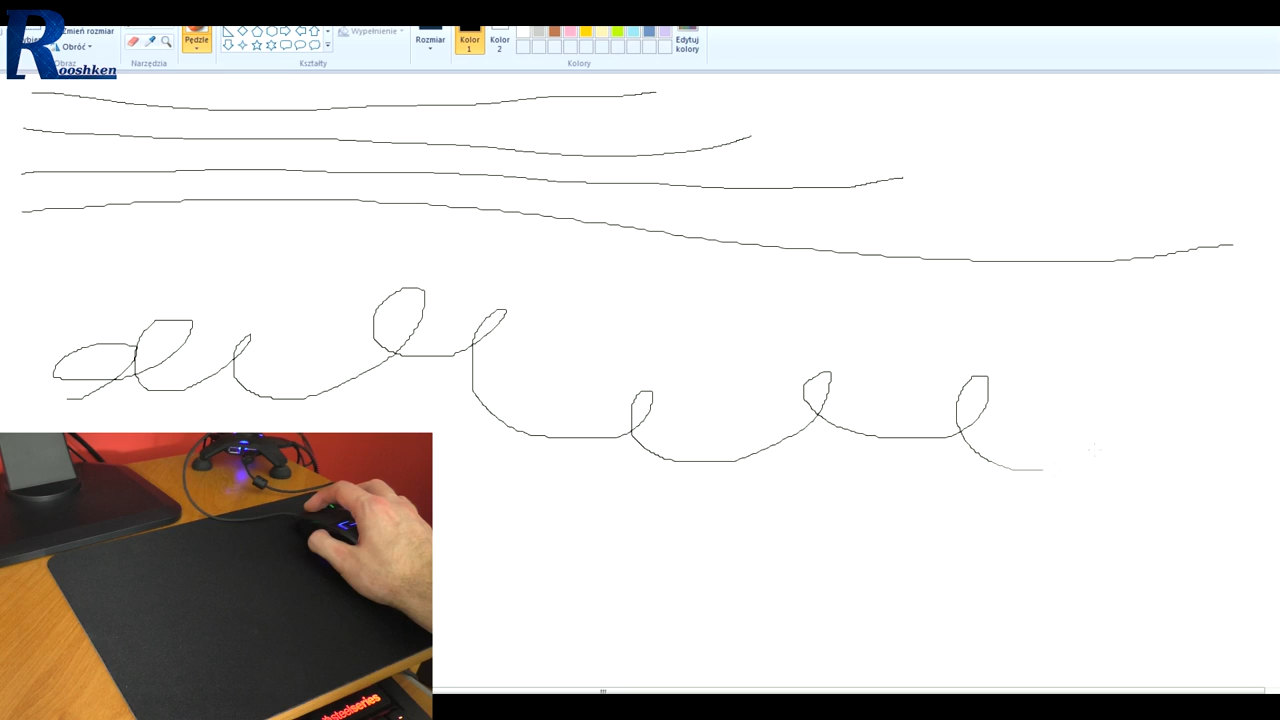 Rooshken
Zmień rozmiar
Obróć
Obraz
Narzędzia
Pędzle
Wypełnienie
Kształty
Rozmiar
Kolor
1
Kolor
2
Edytuj
kolory
Kolory
steelseries